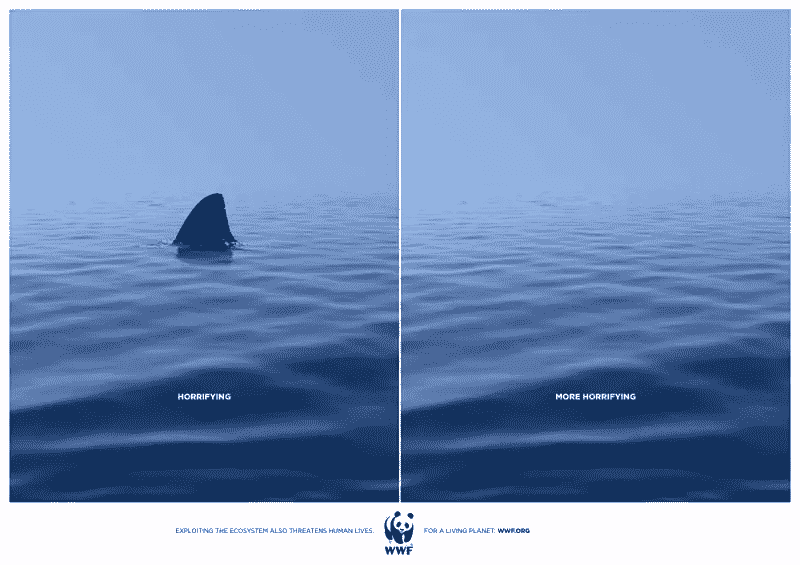 HORRIFYING
MORE HORRIFYING
EXPLOITING THE ECOSYSTEM ALSO THREATENS HUMAN LIVES.
WWF
FOR A LIVING PLANET: WWF.ORG